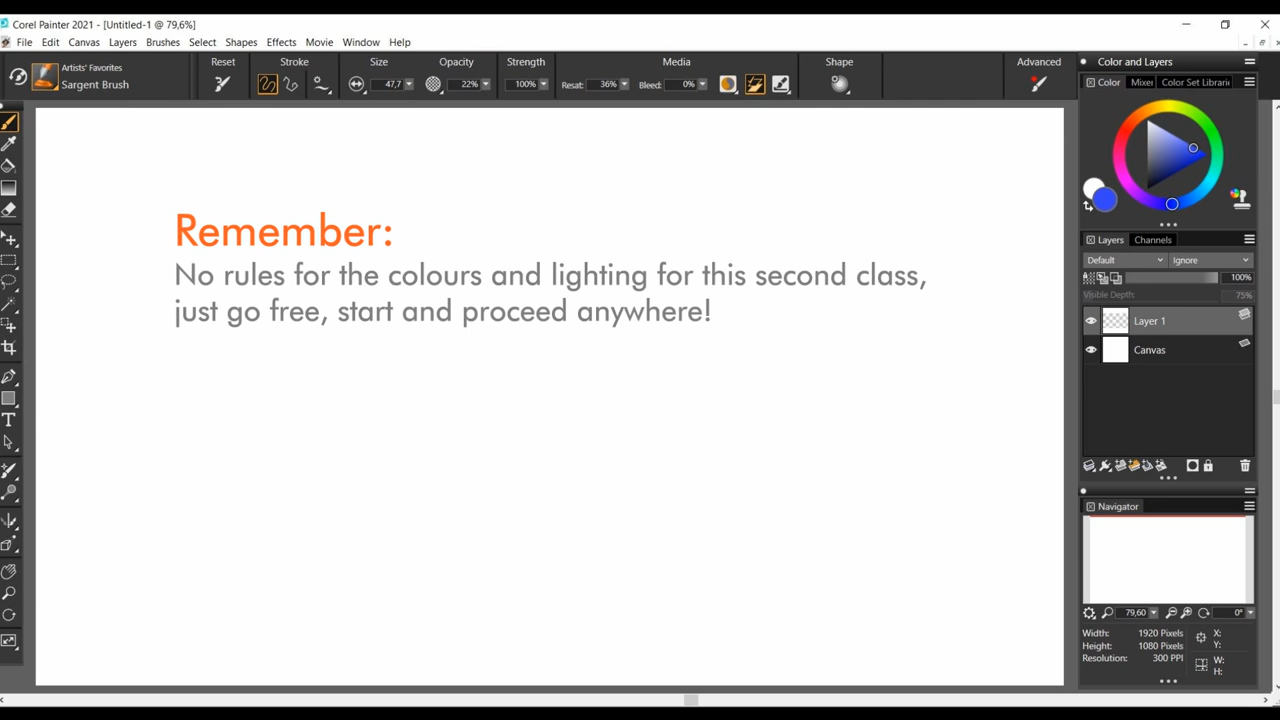 Corel Painter 2021 - [Untitled-1 @ 79,6%]
File Edit Canvas Layers Brushes Select Shapes Effects Movie Window Help
Artists' Favorites
Sargent Brush
Reset Stroke Size Opacity Strength Media Shape Advanced
47,7 22% 100% Resat: 36% Bleed: 0%
Color and Layers
Color Mixer Color Set Librari
Remember:
No rules for the colours and lighting for this second class,
just go free, start and proceed anywhere!
Layers Channels
Default Ignore
100%
Visible Depth: 75%
Layer 1
Canvas
Navigator
79,60 0°
Width: 1920 Pixels X:
Height: 1080 Pixels Y:
Resolution: 300 PPI W:
H: